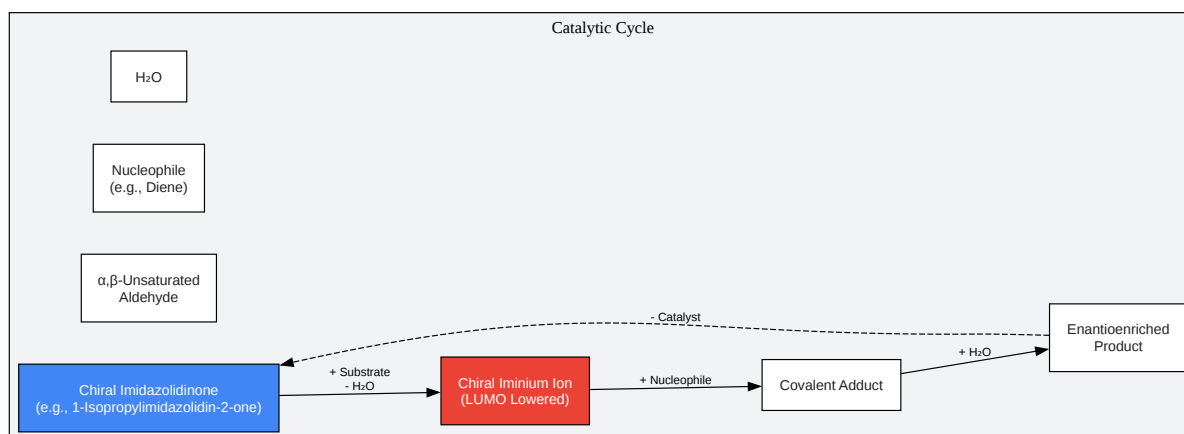 Catalytic Cycle
H₂O
Nucleophile
(e.g., Diene)
α,β-Unsaturated
Aldehyde
- Catalyst
Enantioenriched
Product
+ H₂O
+ Substrate
- H₂O
Chiral Imidazolidinone
(e.g., 1-Isopropylimidazolidin-2-one)
Chiral Iminium Ion
(LUMO Lowered)
+ Nucleophile
Covalent Adduct